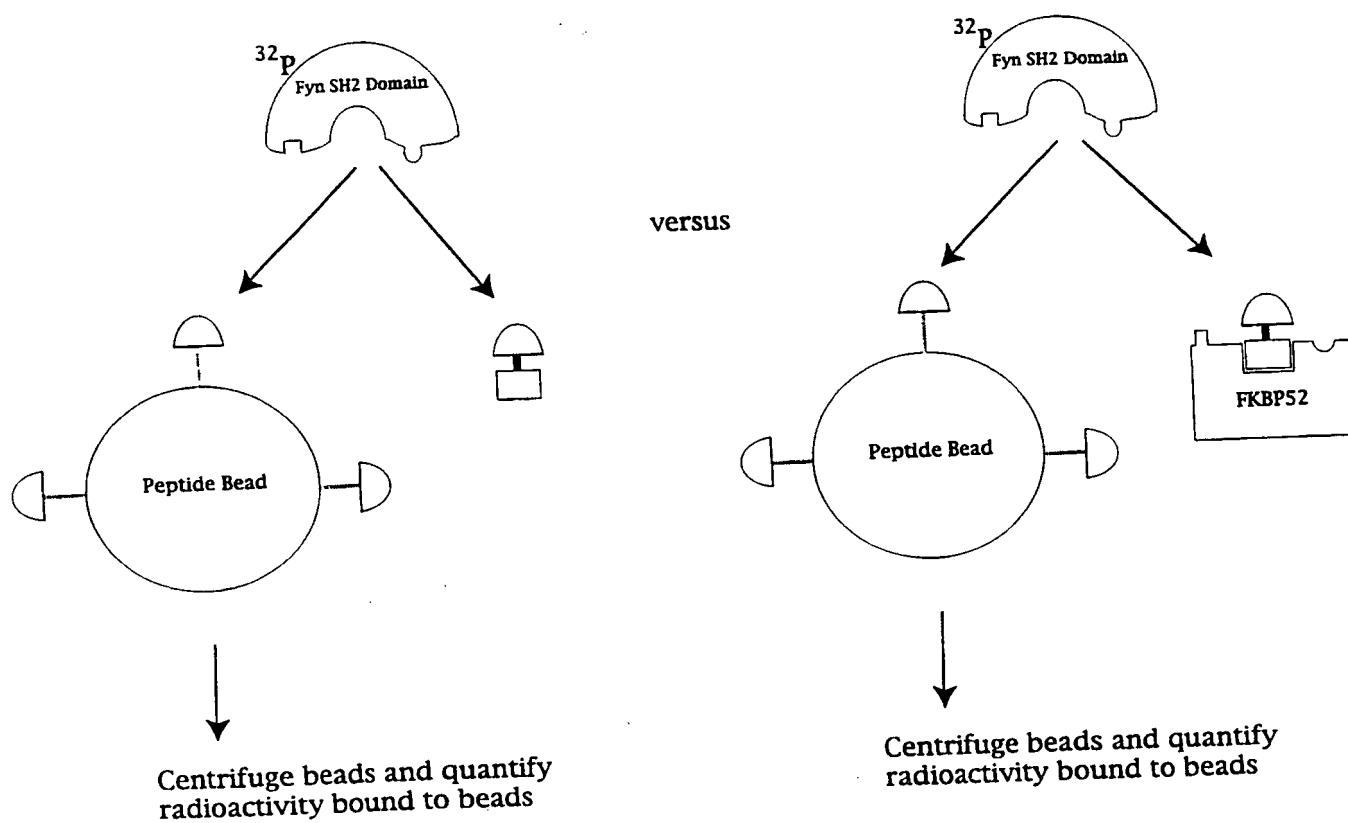 ³²P
Fyn SH2 Domain
Peptide Bead
Centrifuge beads and quantify
radioactivity bound to beads
versus
³²P
Fyn SH2 Domain
Peptide Bead
FKBP52
Centrifuge beads and quantify
radioactivity bound to beads